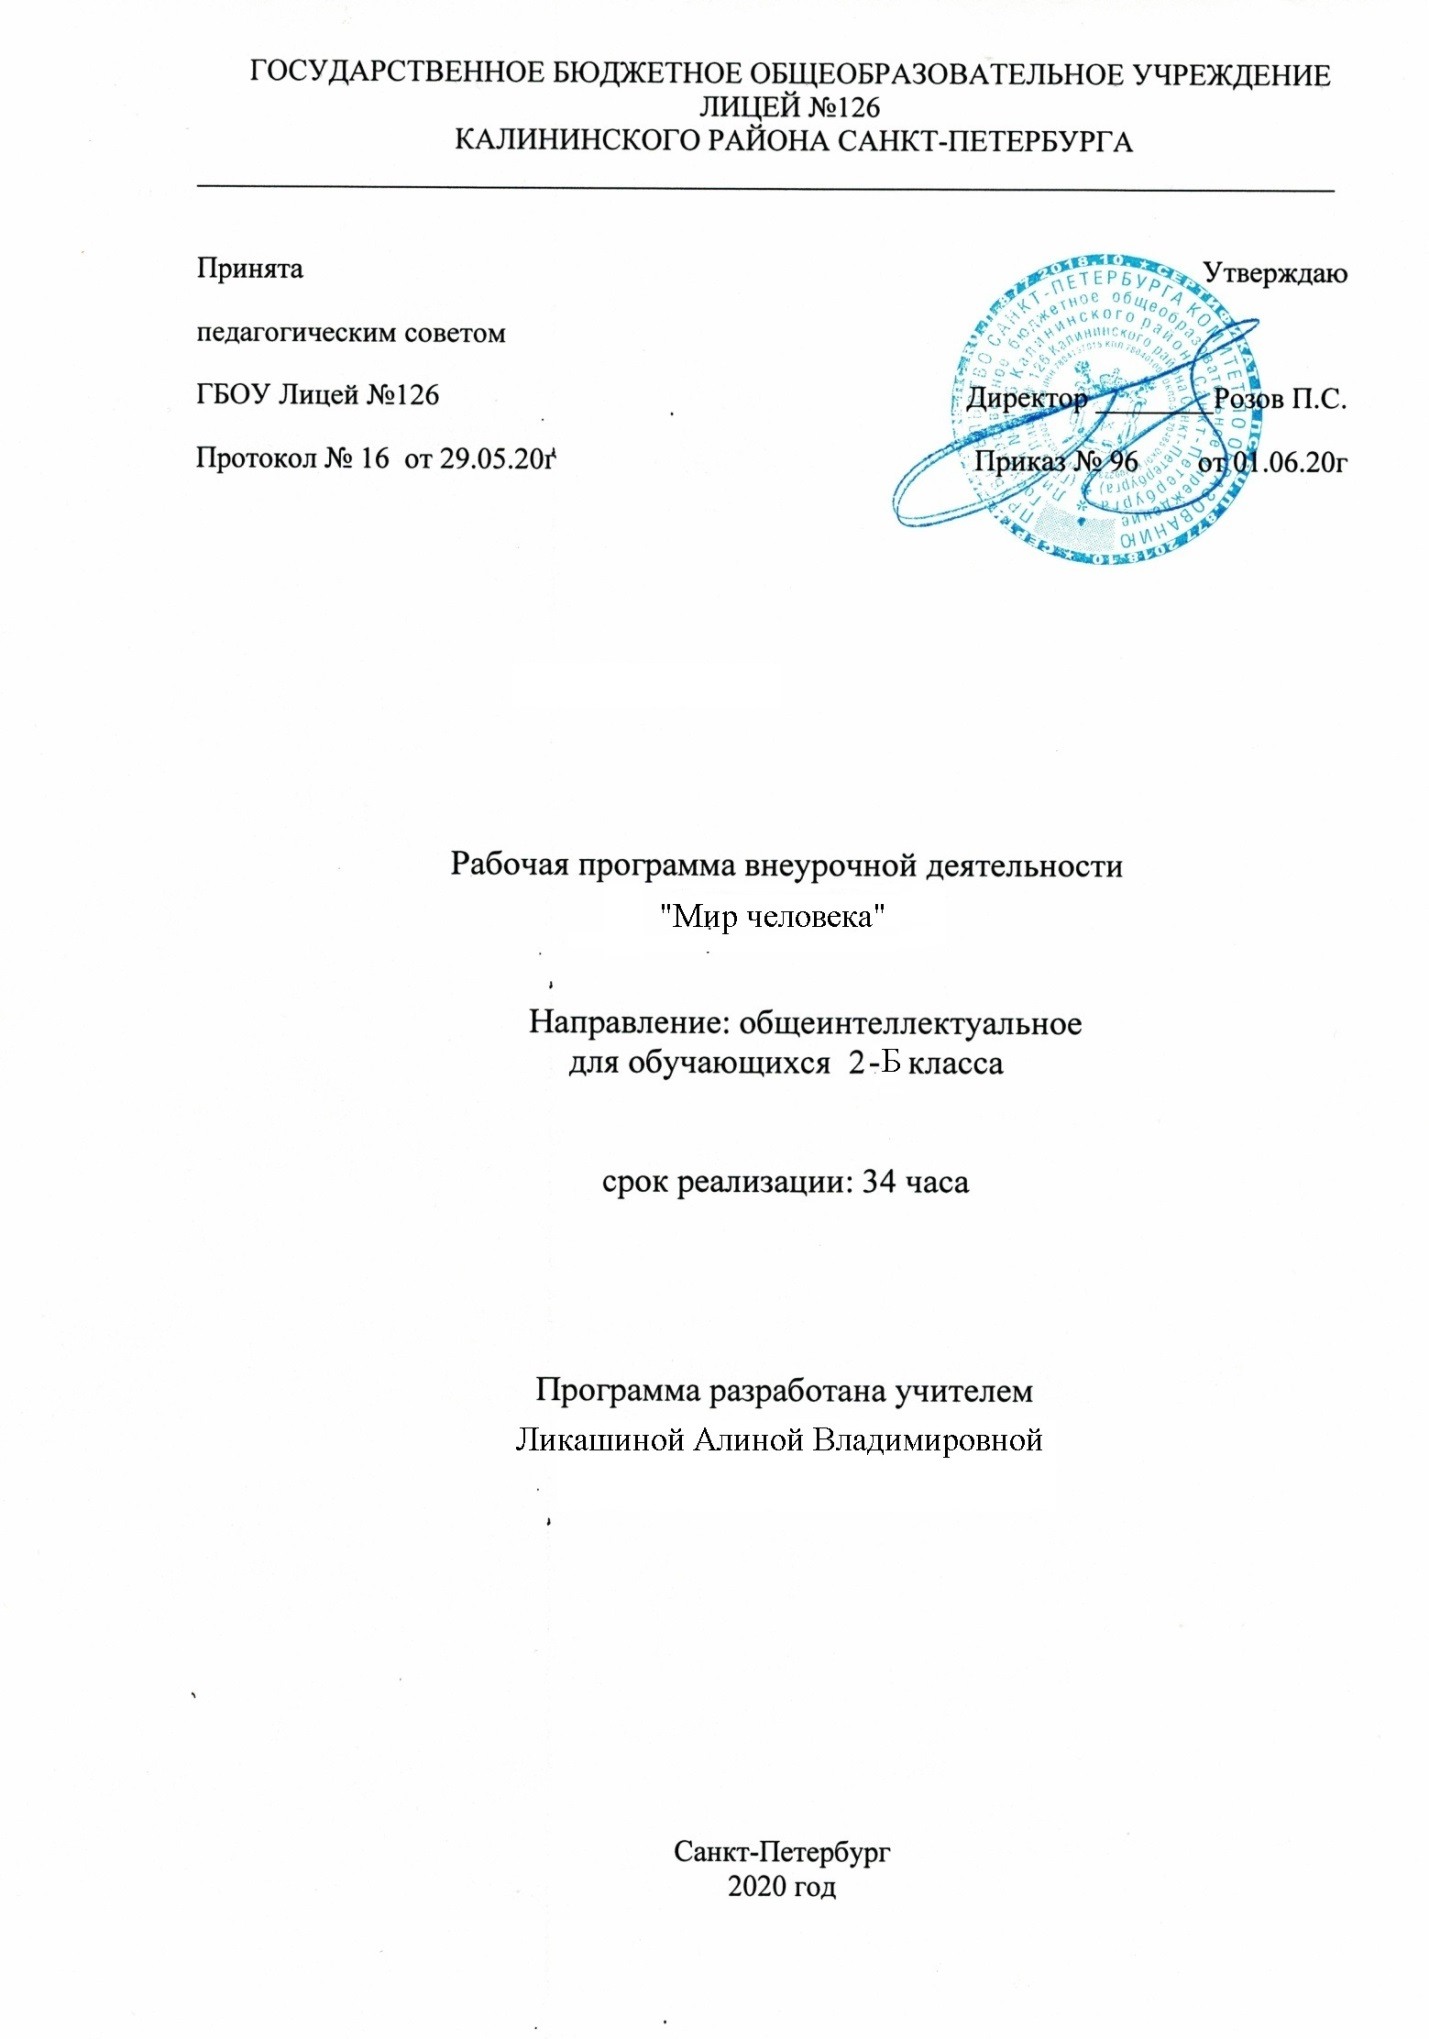 ГОСУДАРСТВЕННОЕ БЮДЖЕТНОЕ ОБЩЕОБРАЗОВАТЕЛЬНОЕ УЧРЕЖДЕНИЕ
ЛИЦЕЙ №126
КАЛИНИНСКОГО РАЙОНА САНКТ-ПЕТЕРБУРГА
Принята
Утверждаю
педагогическим советом
ГБОУ Лицей №126
Директор ________Розов П.С.
Протокол № 16 от 29.05.20г
Приказ № 96 от 01.06.20г
Рабочая программа внеурочной деятельности
"Мир человека"
Направление: общеинтеллектуальное
для обучающихся 2-Б класса
срок реализации: 34 часа
Программа разработана учителем
Ликашиной Алиной Владимировной
Санкт-Петербург
2020 год